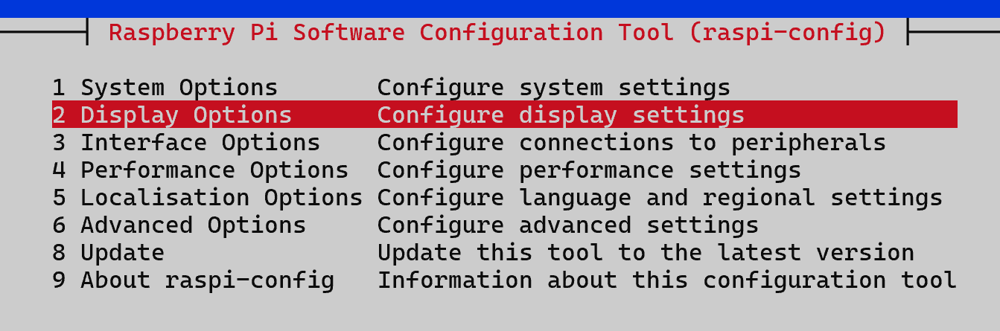 Raspberry Pi Software Configuration Tool (raspi-config)
1 System Options Configure system settings
2 Display Options Configure display settings
3 Interface Options Configure connections to peripherals
4 Performance Options Configure performance settings
5 Localisation Options Configure language and regional settings
6 Advanced Options Configure advanced settings
8 Update Update this tool to the latest version
9 About raspi-config Information about this configuration tool